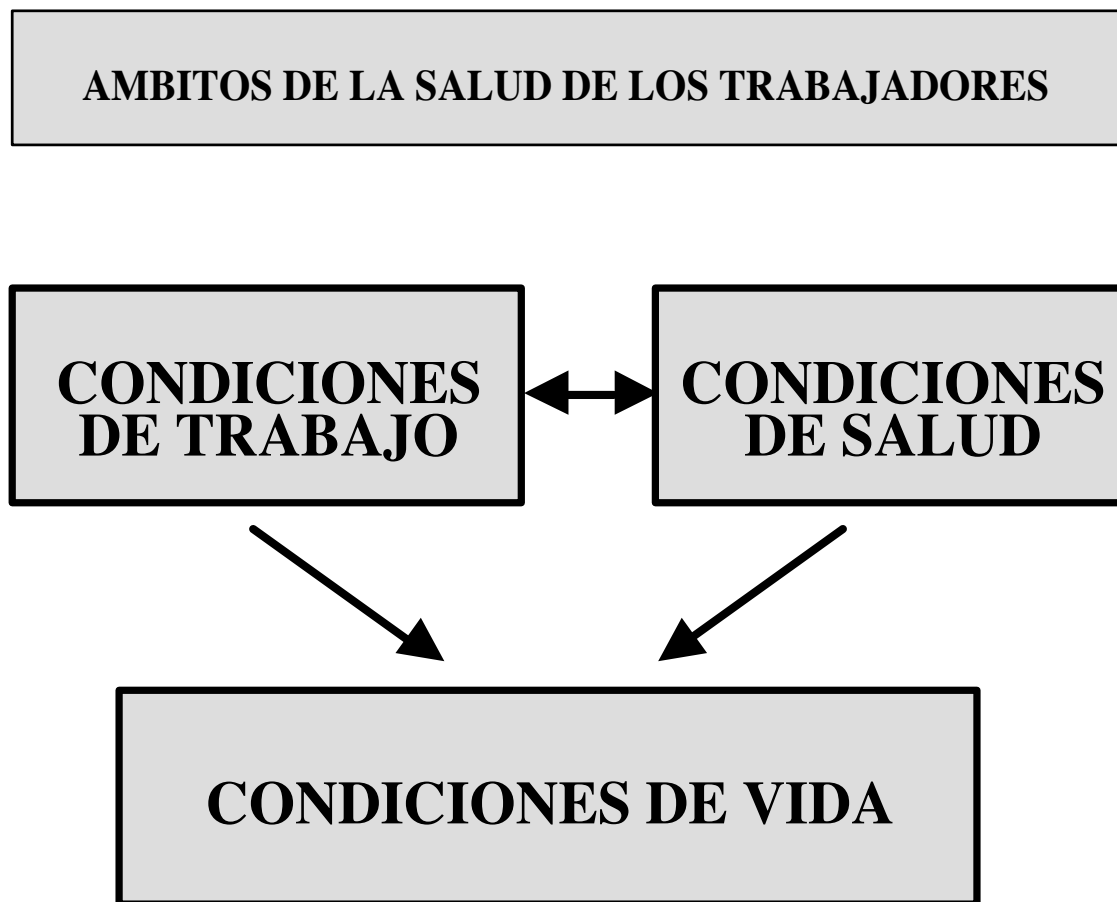 AMBITOS DE LA SALUD DE LOS TRABAJADORES
CONDICIONES
DE TRABAJO
CONDICIONES
DE SALUD
CONDICIONES DE VIDA